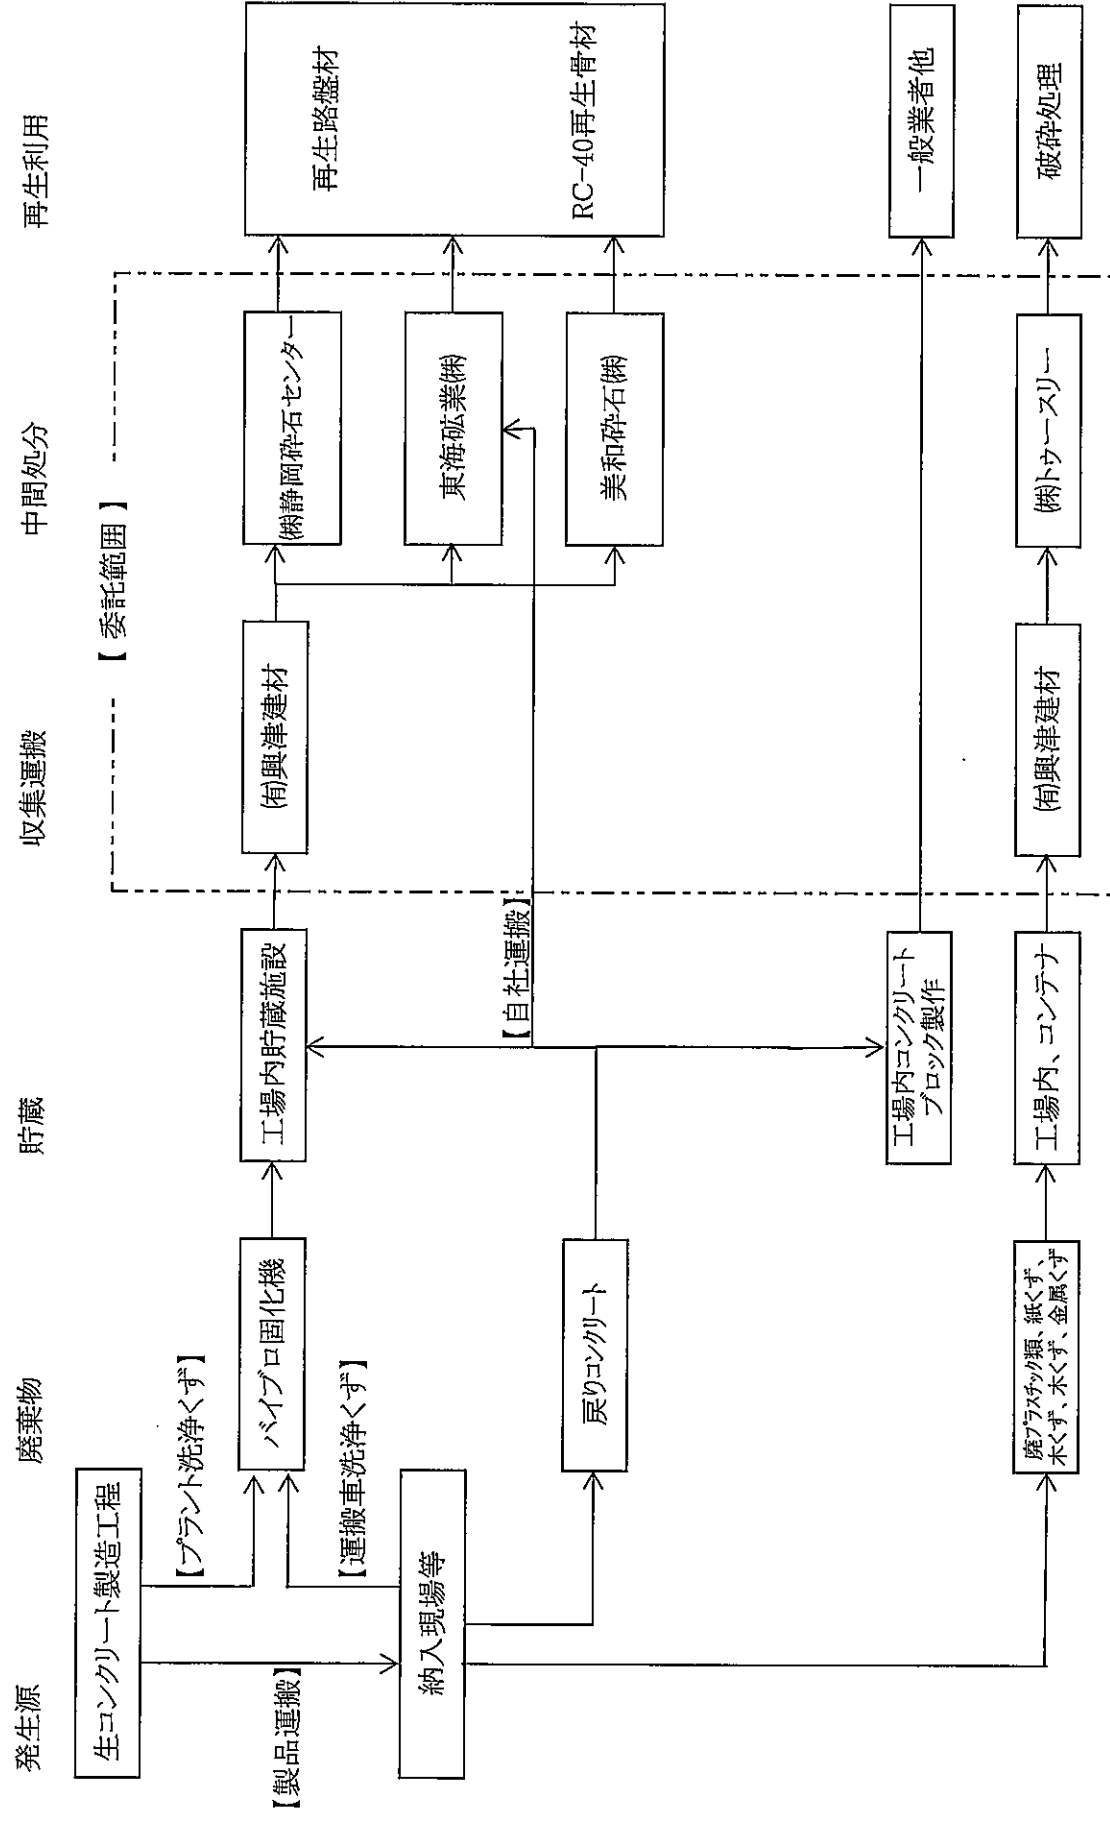 発生源
廃棄物
貯蔵
収集運搬
中間処分
再生利用
【 委託範囲 】
生コンクリート製造工程
【プラント洗浄くず】
バイブロ固化機
工場内貯蔵施設
㈲興津建材
㈱静岡砕石センター
再生路盤材
【製品運搬】
【運搬車洗浄くず】
東海鉱業㈱
納入現場等
【自社運搬】
戻りコンクリート
美和砕石㈱
RC-40再生骨材
工場内コンクリート
ブロック製作
一般業者他
廃プラスチック類、紙くず、
木くず、木くず、金属くず
工場内、コンテナ
㈲興津建材
㈱トゥースリー
破砕処理